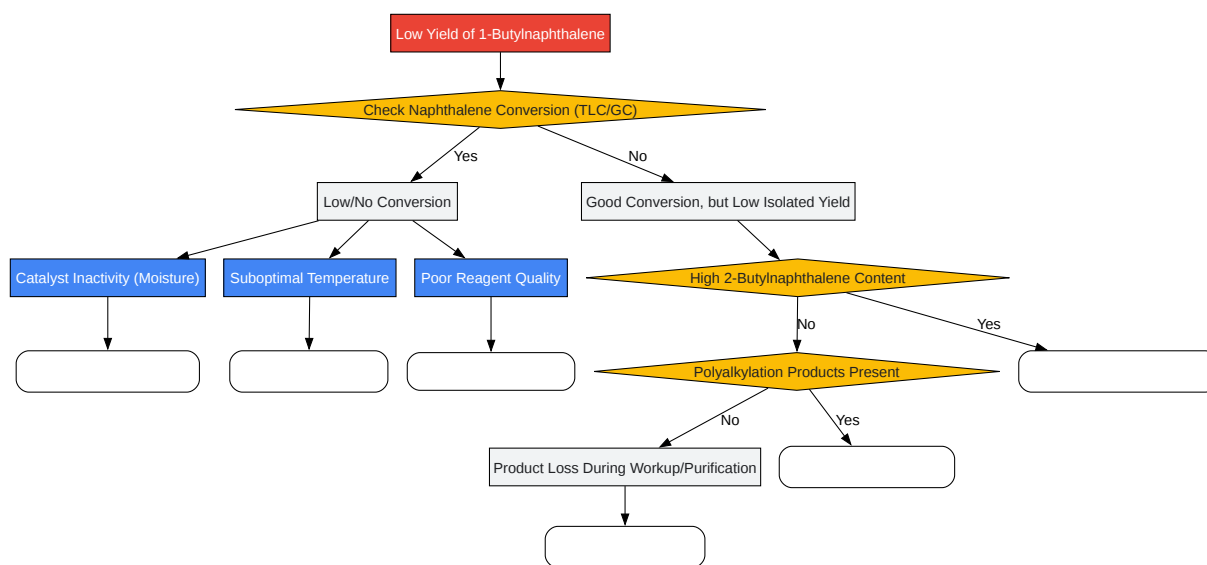 Low Yield of 1-Butylnaphthalene
Check Naphthalene Conversion (TLC/GC)
Yes
No
Low/No Conversion
Good Conversion, but Low Isolated Yield
Catalyst Inactivity (Moisture)
Suboptimal Temperature
Poor Reagent Quality
High 2-Butylnaphthalene Content
No
Yes
Polyalkylation Products Present
No
Yes
Product Loss During Workup/Purification